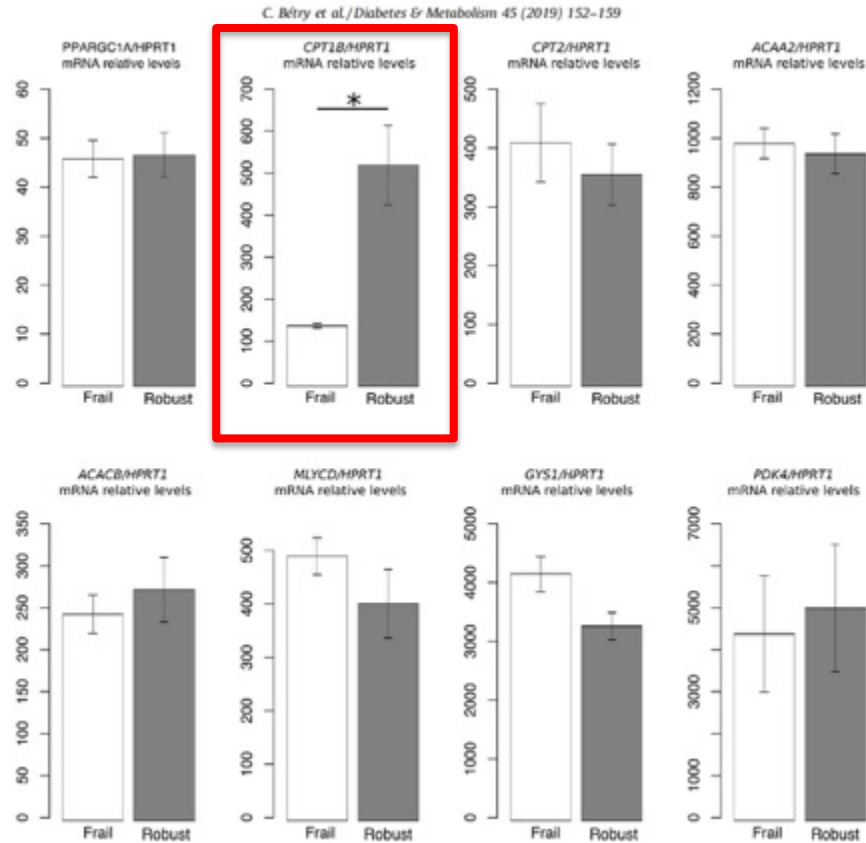 C. Bétry et al./Diabetes & Metabolism 45 (2019) 152–159
PPARGC1A/HPRT1
mRNA relative levels
0
10
20
30
40
50
60
Frail Robust
CPT1B/HPRT1
mRNA relative levels
0
100
200
300
400
500
600
700
*
Frail Robust
CPT2/HPRT1
mRNA relative levels
0
100
200
300
400
500
Frail Robust
ACAA2/HPRT1
mRNA relative levels
0
200
400
600
800
1000
1200
Frail Robust
ACACB/HPRT1
mRNA relative levels
0
50
100
150
200
250
300
350
Frail Robust
MLYCD/HPRT1
mRNA relative levels
0
100
200
300
400
500
Frail Robust
GYS1/HPRT1
mRNA relative levels
0
1000
2000
3000
4000
5000
Frail Robust
PDK4/HPRT1
mRNA relative levels
0
1000
3000
5000
7000
Frail Robust